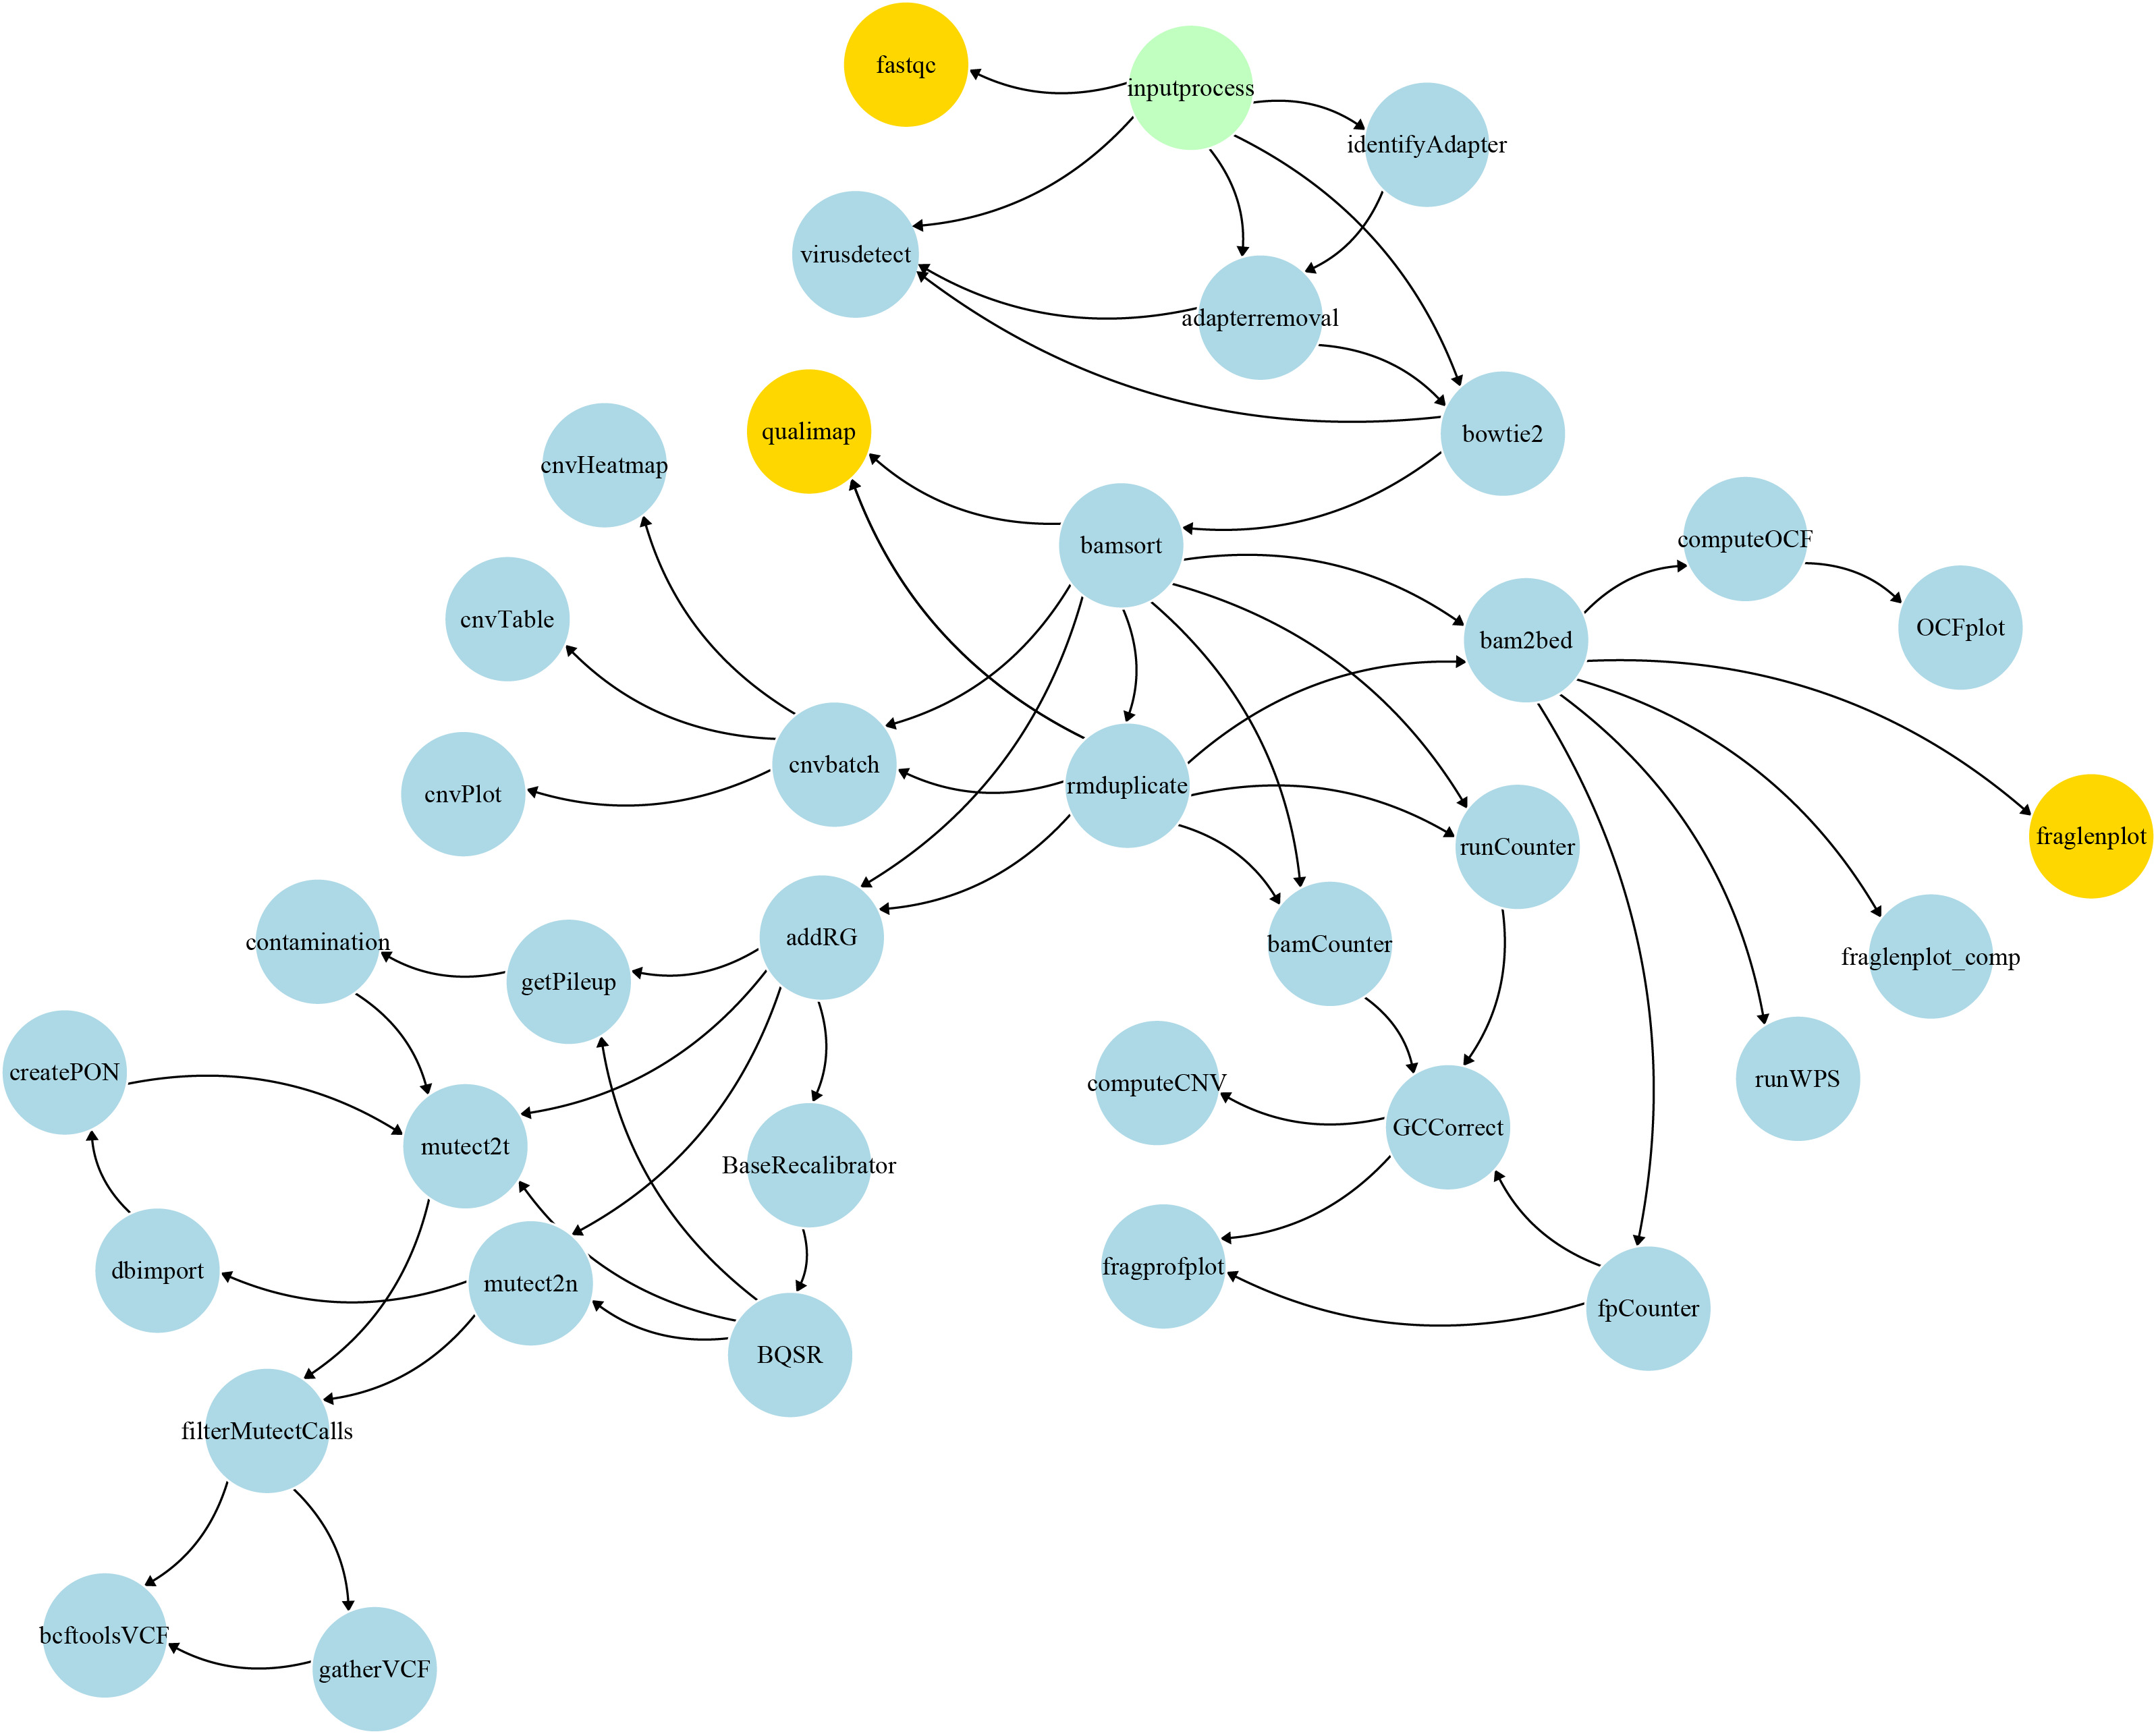 fastqc
inputprocess
identifyAdapter
virusdetect
adapterremoval
qualimap
bowtie2
cnvHeatmap
bamsort
computeOCF
cnvTable
OCFplot
bam2bed
cnvbatch
rmduplicate
cnvPlot
fraglenplot
runCounter
addRG
contamination
bamCounter
fraglenplot_comp
getPileup
createPON
runWPS
computeCNV
GCCorrect
mutect2t
BaseRecalibrator
fragprofplot
dbimport
mutect2n
fpCounter
BQSR
filterMutectCalls
bcftoolsVCF
gatherVCF